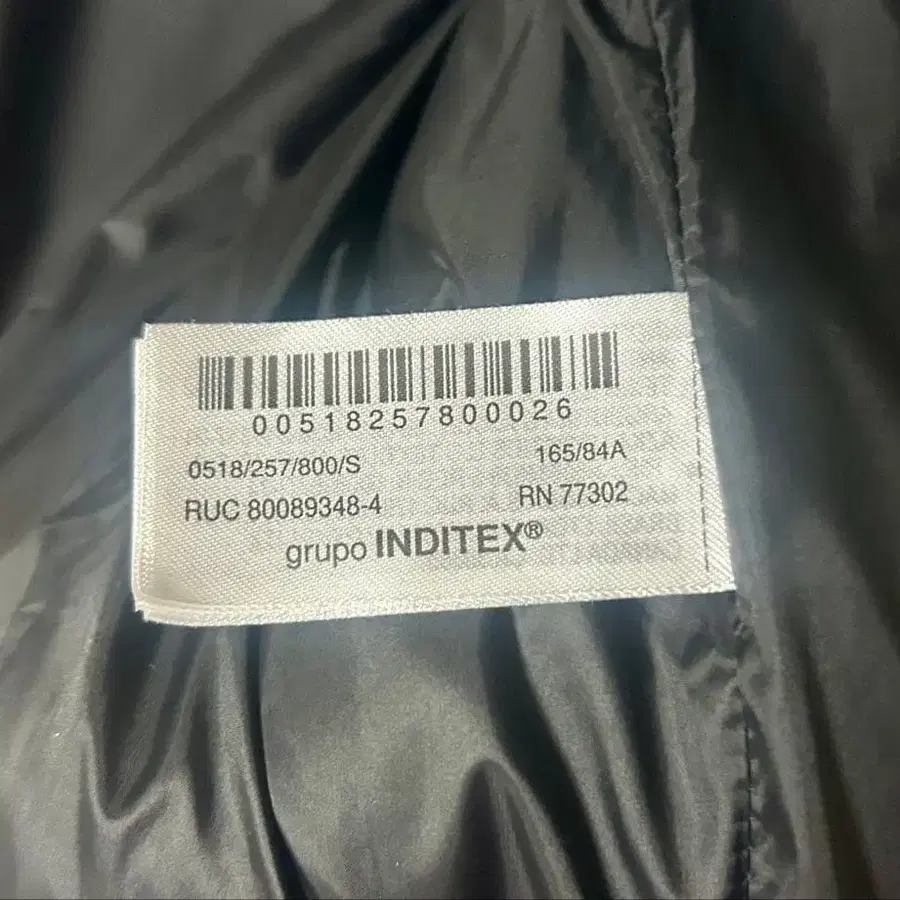 00518257800026
0518/257/800/S 165/84A
RUC 80089348-4 RN 77302
grupo INDITEX®